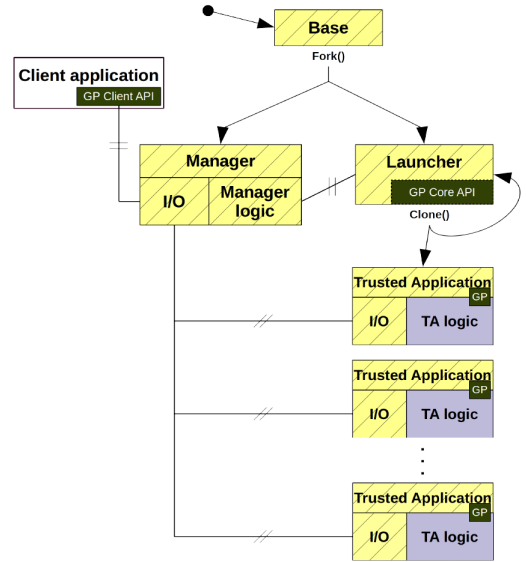 Base
Fork()
Client application
GP Client API
Manager
I/O
Manager
logic
Launcher
GP Core API
Clone()
Trusted Application
GP
I/O
TA logic
Trusted Application
GP
I/O
TA logic
Trusted Application
GP
I/O
TA logic